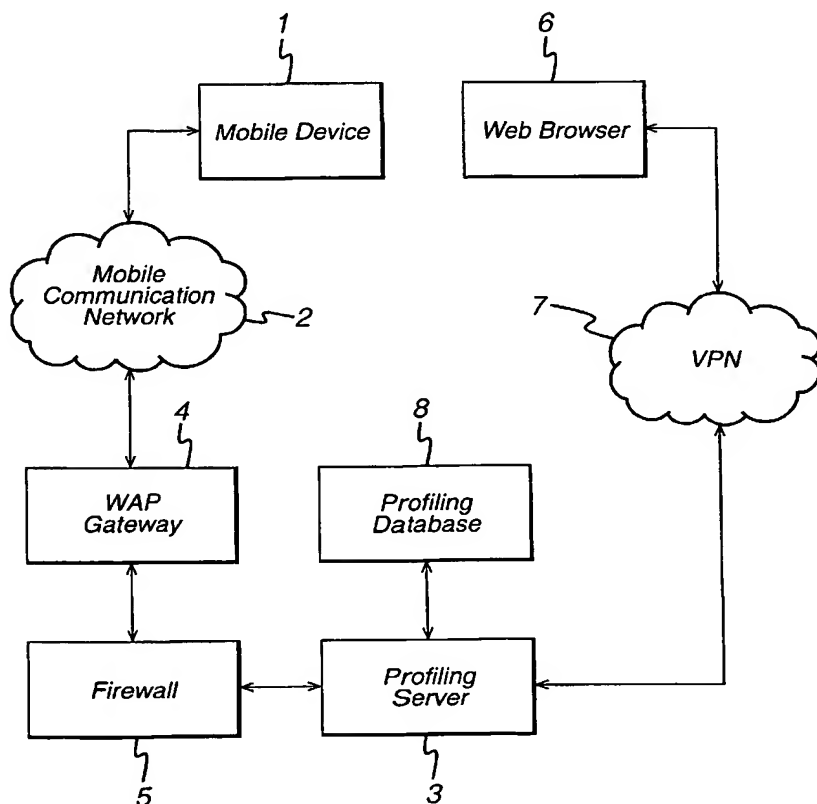 1
6
Mobile Device
Web Browser
Mobile
Communication
Network
2
7
VPN
4
8
WAP
Gateway
Profiling
Database
Firewall
Profiling
Server
5
3